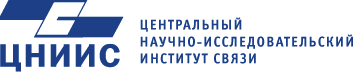 ЦНИИС
ЦЕНТРАЛЬНЫЙ
НАУЧНО-ИССЛЕДОВАТЕЛЬСКИЙ
ИНСТИТУТ СВЯЗИ